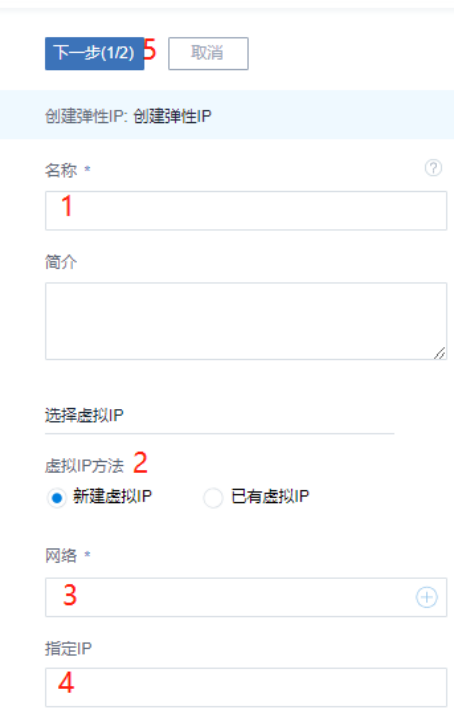 下一步(1/2) 5 取消
创建弹性IP: 创建弹性IP
名称 * ?
1
简介
选择虚拟IP
虚拟IP方法 2
新建虚拟IP 已有虚拟IP
网络 *
3
指定IP
4